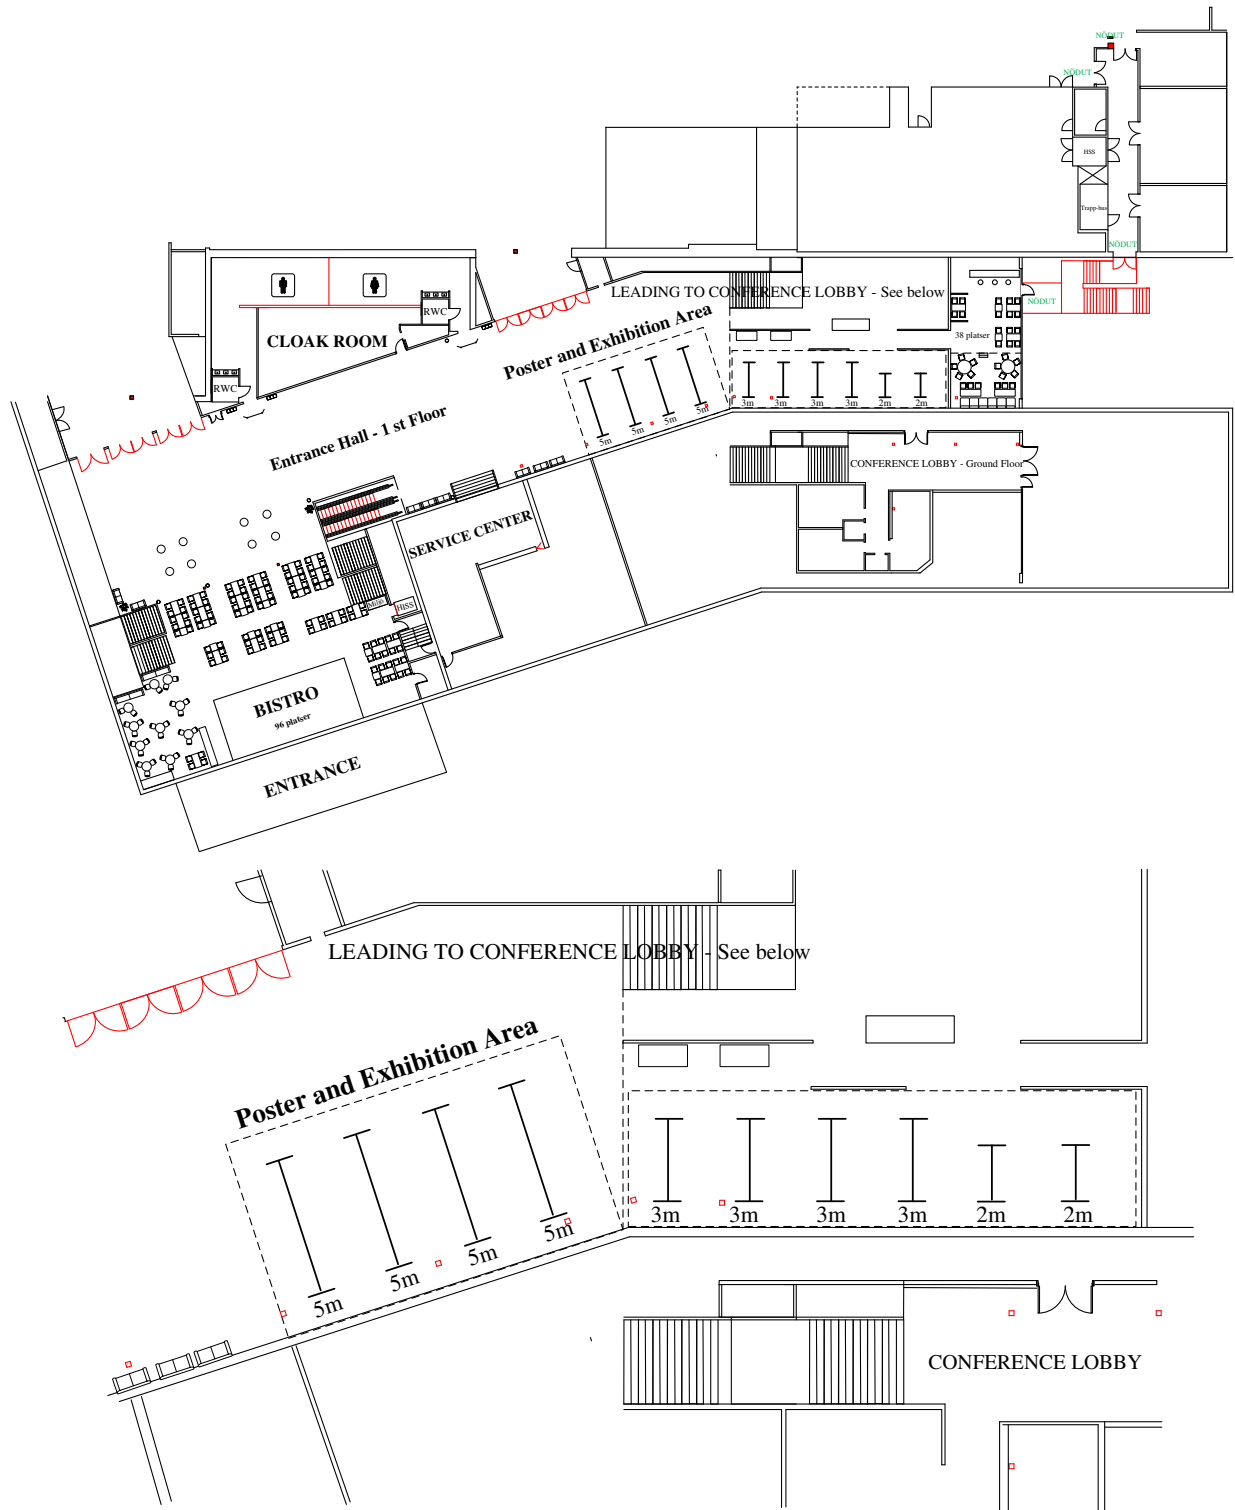 NÖDUT
NÖDUT
HSS
Trapp-hus
NÖDUT
LEADING TO CONFERENCE LOBBY - See below
NÖDUT
RWC
CLOAK ROOM
38 platser
Poster and Exhibition Area
RWC
3m
3m
3m
3m
2m
2m
5m
5m
5m
5m
Entrance Hall - 1 st Floor
CONFERENCE LOBBY - Ground Floor
SERVICE CENTER
HISS
BISTRO
96 platser
ENTRANCE
LEADING TO CONFERENCE LOBBY - See below
Poster and Exhibition Area
3m
3m
3m
3m
2m
2m
5m
5m
5m
5m
CONFERENCE LOBBY